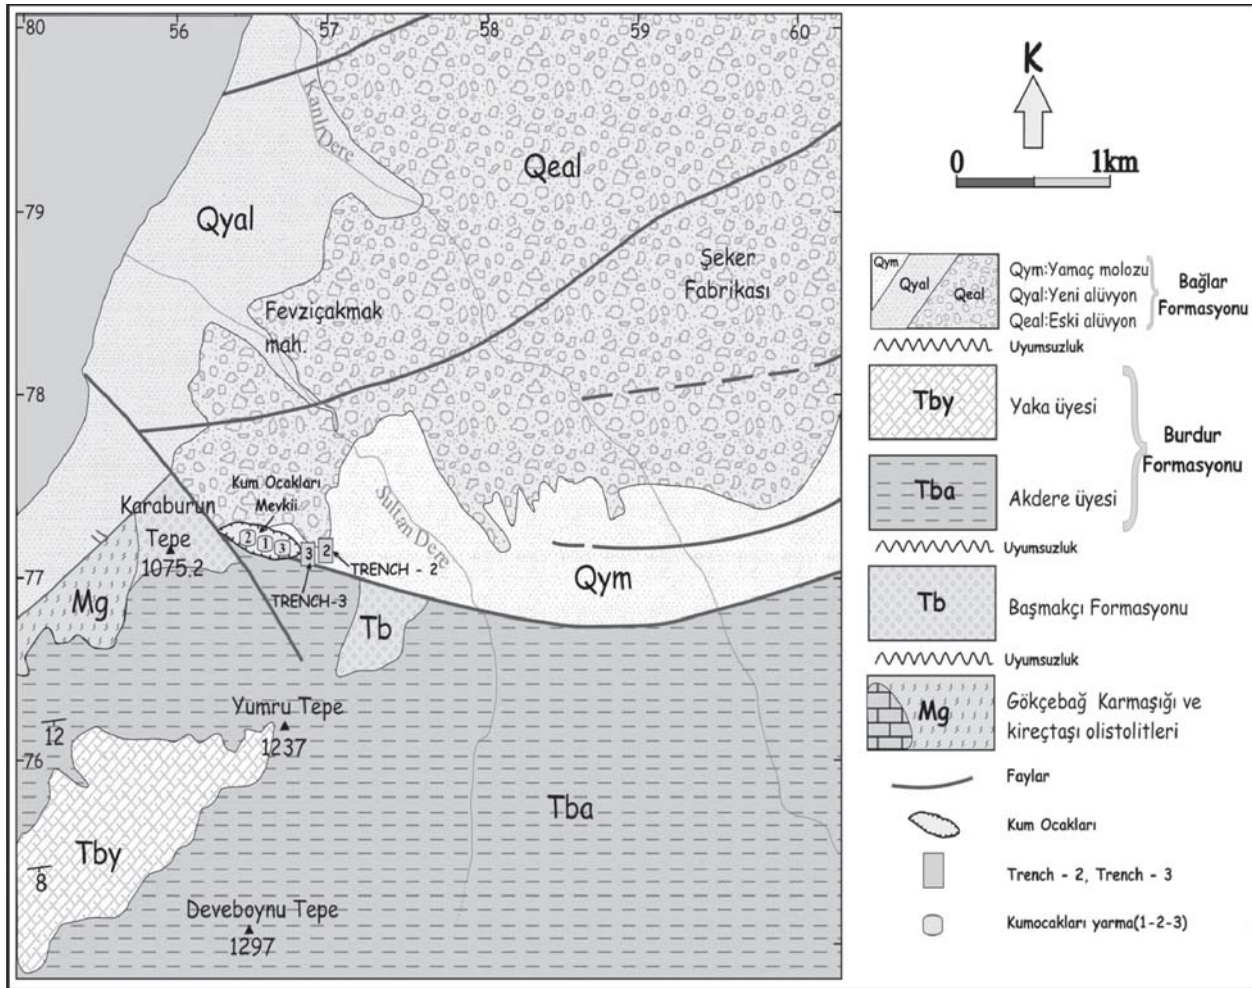 80
56
57
58
59
60
79
78
77
76
Kanlı Dere
Qeal
Qyal
Şeker
Fabrikası
Fevziçakmak
mah.
Kum Ocakları
Mevkii
Karaburun
Tepe
1075.2
2
1
3
3
2
TRENCH - 2
TRENCH-3
Sultan Dere
Mg
Tb
Qym
Yumru Tepe
1237
12
Tba
Tby
8
Deveboynu Tepe
1297
K
0
1km
Qym
Qyal
Qeal
Qym:Yamaç molozu
Qyal:Yeni alüvyon
Qeal:Eski alüvyon
Bağlar
Formasyonu
Uyumsuzluk
Tby
Yaka üyesi
Tba
Akdere üyesi
Burdur
Formasyonu
Uyumsuzluk
Tb
Başmakçı Formasyonu
Uyumsuzluk
Mg
Gökçebağ Karmaşığı ve
kireçtaşı olistolitleri
Faylar
Kum Ocakları
Trench - 2, Trench - 3
Kumocakları yarma(1-2-3)